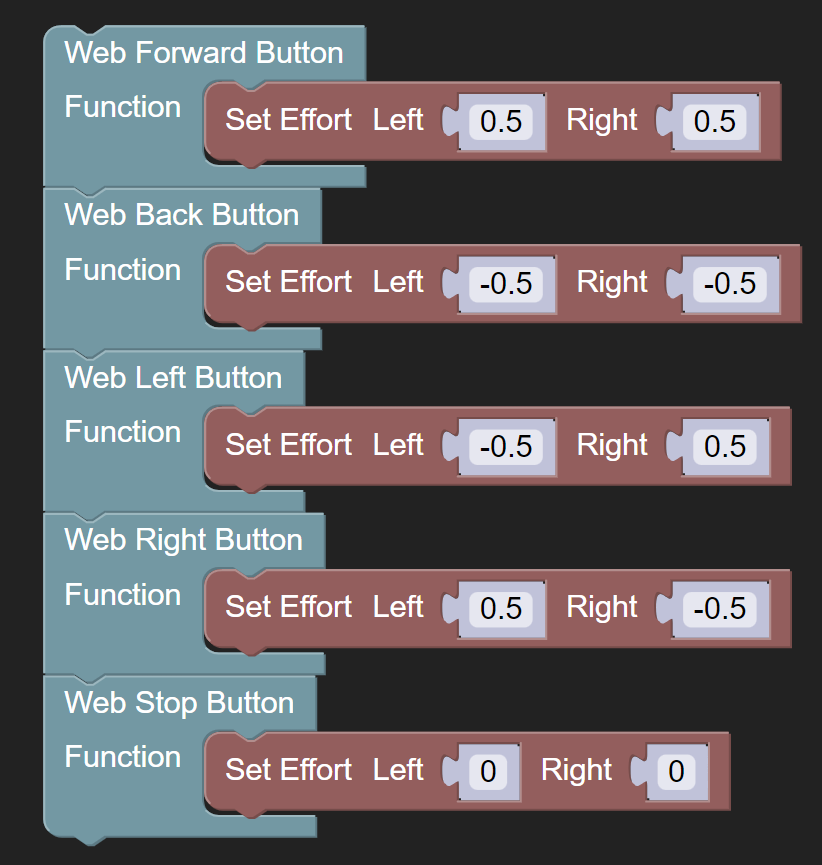 Web Forward Button
Function Set Effort Left 0.5 Right 0.5
Web Back Button
Function Set Effort Left -0.5 Right -0.5
Web Left Button
Function Set Effort Left -0.5 Right 0.5
Web Right Button
Function Set Effort Left 0.5 Right -0.5
Web Stop Button
Function Set Effort Left 0 Right 0